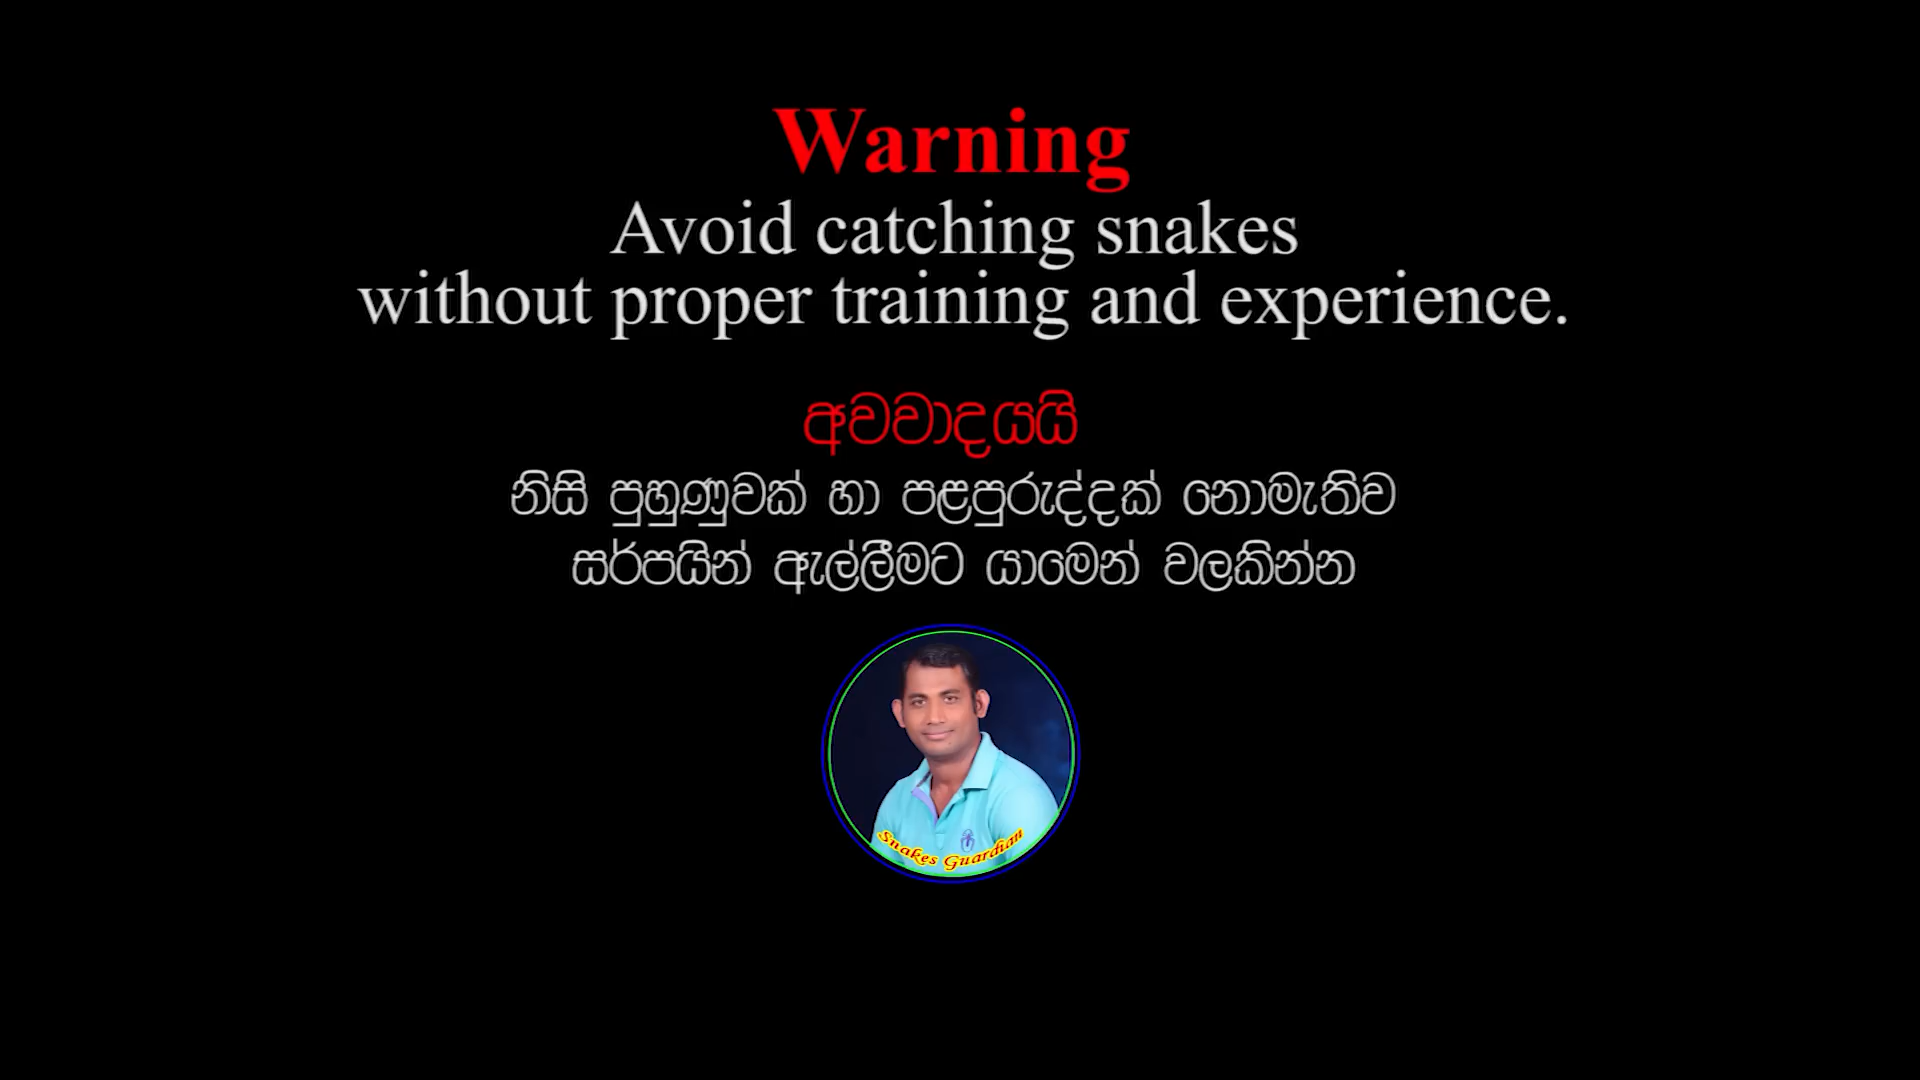 Warning
Avoid catching snakes
without proper training and experience.
අවවාදයයි
නිසි පුහුණුවක් හා පළපුරුද්දක් නොමැතිව
සර්පයින් ඇල්ලීමට යාමෙන් වලකින්න
Snakes Guardian